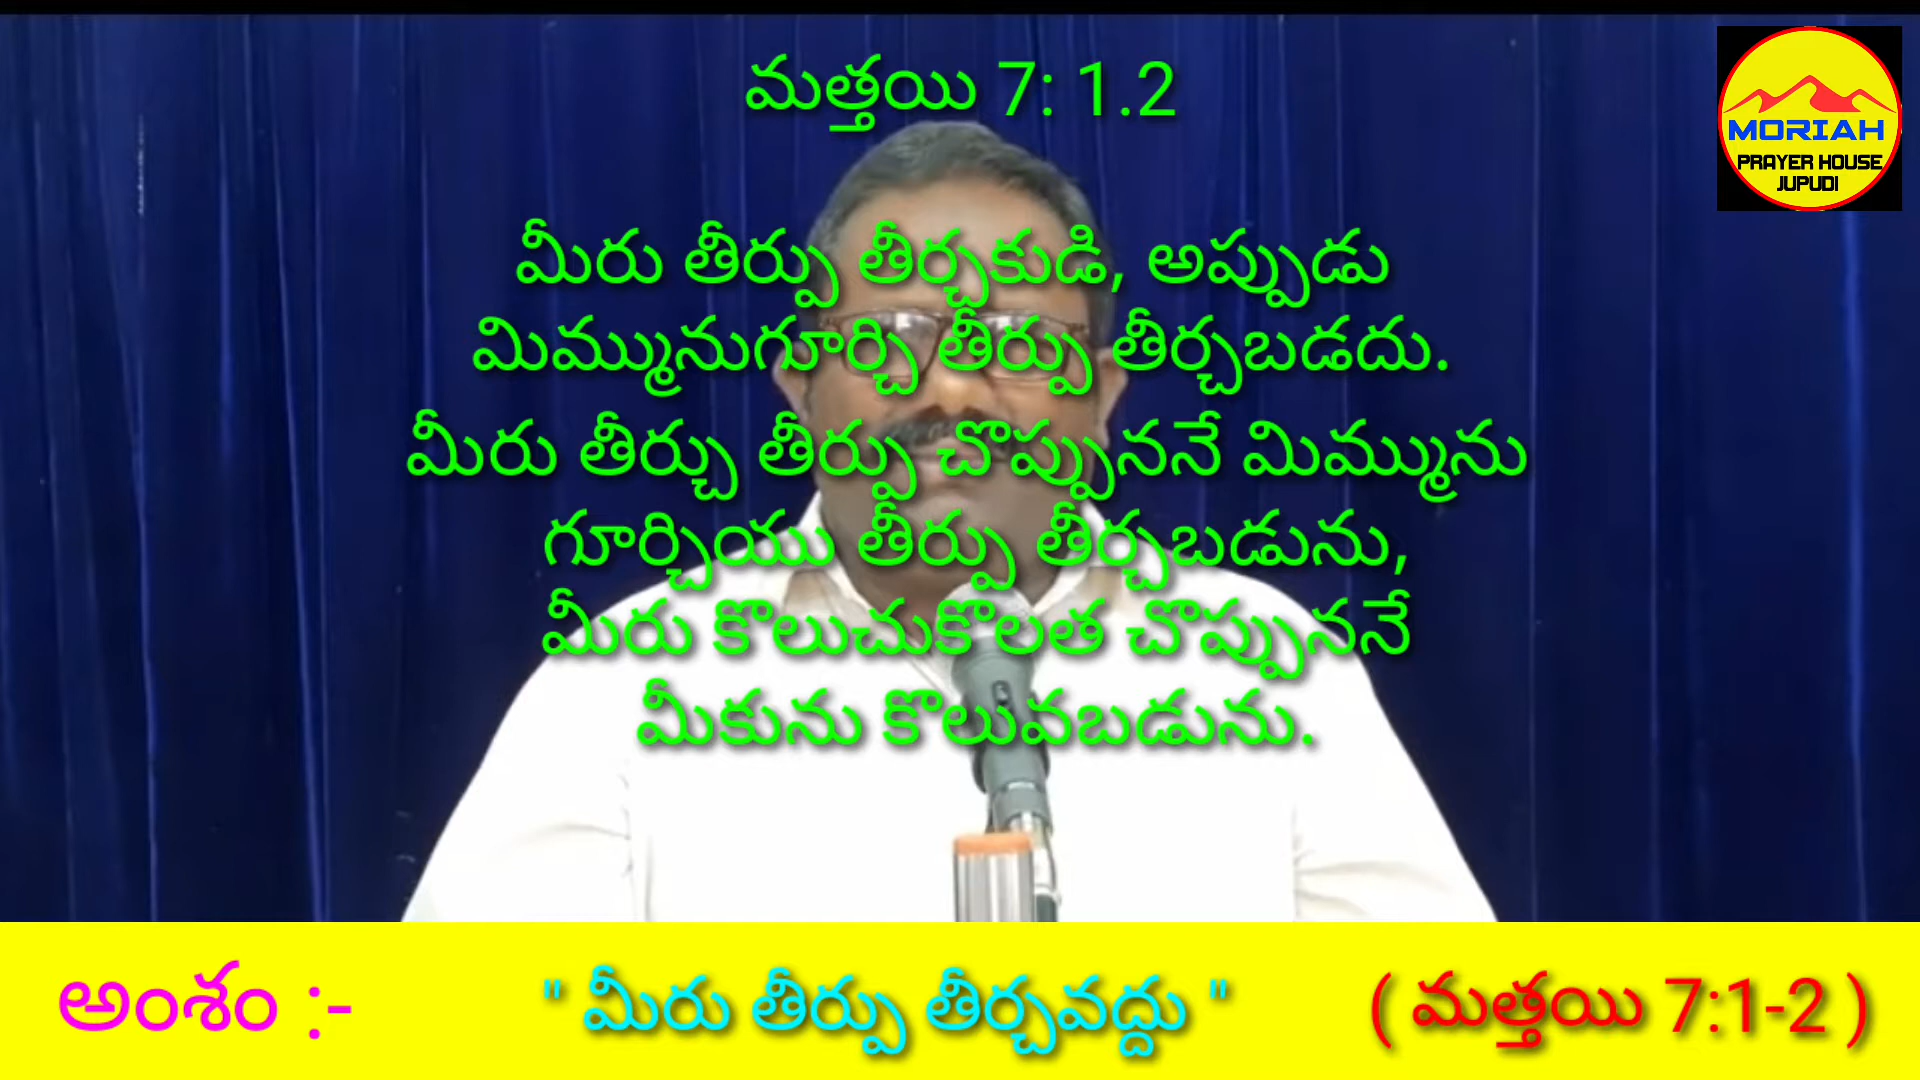 మత్తయి 7: 1.2
MORIAH
PRAYER HOUSE
JUPUDI
మీరు తీర్పు తీర్చకుడి, అప్పుడు
మిమ్మునుగూర్చి తీర్పు తీర్చబడదు.
మీరు తీర్చు తీర్పు చొప్పుననే మిమ్మును
గూర్చియు తీర్పు తీర్చబడును,
మీరు కొలుచుకొలత చొప్పుననే
మీకును కొలువబడును.
అంశం :- " మీరు తీర్పు తీర్చవద్దు " ( మత్తయి 7:1-2 )